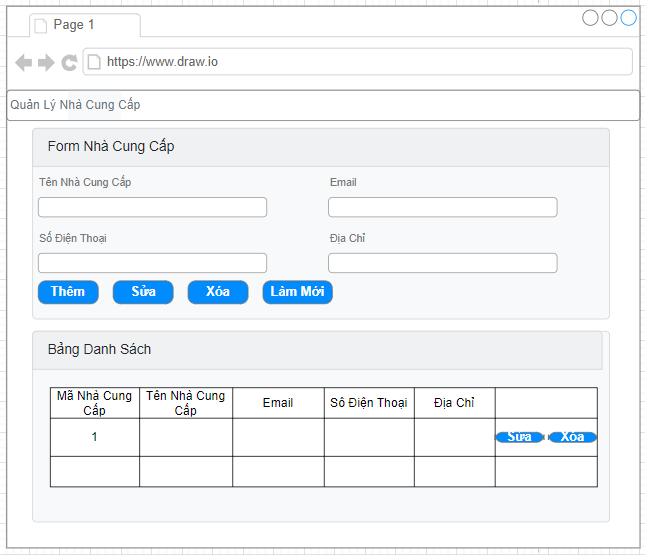 Page 1
https://www.draw.io
Quản Lý Nhà Cung Cấp
Form Nhà Cung Cấp
Tên Nhà Cung Cấp Email
Số Điện Thoại Địa Chỉ
Thêm Sửa Xóa Làm Mới
Bảng Danh Sách
Mã Nhà Cung Tên Nhà Cung
Cấp Cấp Email Số Điện Thoại Địa Chỉ
1 Sửa Xóa